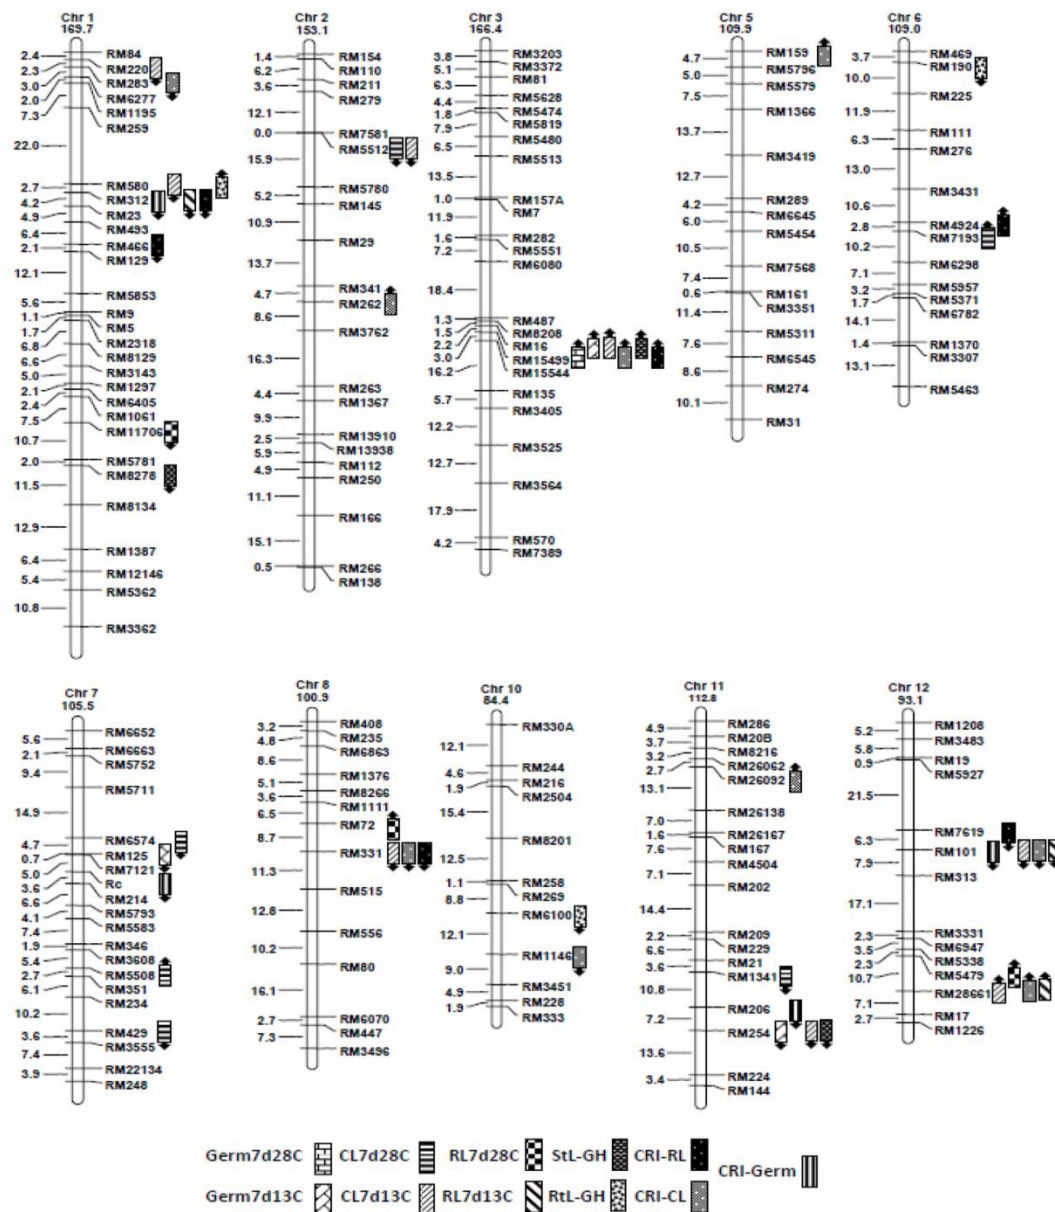 Chr 1
169.7
2.4 RM84
2.3 RM220
3.0 RM283
2.0 RM6277
7.3 RM1195
RM259
22.0
2.7 RM580
4.2 RM312
4.9 RM23
6.4 RM493
2.1 RM466
RM129
12.1
RM5853
5.6
1.1 RM9
1.7 RM5
6.8 RM2318
RM8129
6.6
5.0 RM3143
2.1 RM1297
2.4 RM6405
7.5 RM1061
10.7 RM11706
2.0 RM5781
RM8278
11.5
RM8134
12.9
RM1387
6.4
5.4 RM12146
RM5362
10.8
RM3362
Chr 2
153.1
1.4 RM154
6.2 RM110
3.6 RM211
RM279
12.1
0.0 RM7581
RM5512
15.9
RM5780
5.2
RM145
10.9
RM29
13.7
RM341
4.7
RM262
8.6
RM3762
16.3
RM263
4.4
RM1367
9.9
2.5 RM13910
5.9 RM13938
4.9 RM112
RM250
11.1
RM166
15.1
0.5 RM266
RM138
Chr 3
166.4
3.8 RM3203
5.1 RM3372
6.3 RM81
4.4 RM5628
1.8 RM5474
7.9 RM5819
6.5 RM5480
RM5513
13.5
1.0 RM157A
11.9 RM7
1.6 RM282
7.2 RM5551
RM6080
18.4
1.3 RM487
1.5 RM8208
2.2 RM16
3.0 RM15499
16.2 RM15544
5.7 RM135
RM3405
12.2
RM3525
12.7
RM3564
17.9
RM570
4.2
RM7389
Chr 5
109.9
4.7 RM159
5.0 RM5796
RM5579
7.5
RM1366
13.7
RM3419
12.7
4.2 RM289
6.0 RM6645
RM5454
10.5
RM7568
7.4
0.6 RM161
11.4 RM3351
RM5311
7.6
RM6545
8.6
RM274
10.1
RM31
Chr 6
109.0
3.7 RM469
RM190
10.0
RM225
11.9
RM111
6.3
RM276
13.0
RM3431
10.6
2.8 RM4924
RM7193
10.2
RM6298
7.1
3.2 RM5957
1.7 RM5371
RM6782
14.1
1.4 RM1370
RM3307
13.1
RM5463
Chr 7
105.5
RM6652
5.6
2.1 RM6663
9.4 RM5752
RM5711
14.9
4.7 RM6574
0.7 RM125
5.0 RM7121
3.6 Rc
6.6 RM214
4.1 RM5793
7.4 RM5583
1.9 RM346
5.4 RM3608
2.7 RM5508
6.1 RM351
RM234
10.2
3.6 RM429
RM3555
7.4
3.9 RM22134
RM248
Chr 8
100.9
3.2 RM408
4.8 RM235
8.6 RM6863
5.1 RM1376
3.6 RM8266
6.5 RM1111
RM72
8.7
RM331
11.3
RM515
12.8
RM556
10.2
RM80
16.1
2.7 RM6070
7.3 RM447
RM3496
Chr 10
84.4
RM330A
12.1
RM244
4.6
1.9 RM216
RM2504
15.4
RM8201
12.5
1.1 RM258
8.8 RM269
RM6100
12.1
RM1146
9.0
4.9 RM3451
1.9 RM228
RM333
Chr 11
112.8
4.9 RM286
3.7 RM20B
3.2 RM8216
2.7 RM26062
RM26092
13.1
RM26138
7.0
1.6 RM26167
7.6 RM167
RM4504
7.1
RM202
14.4
2.2 RM209
6.6 RM229
3.6 RM21
RM1341
10.8
RM206
7.2
RM254
13.6
3.4 RM224
RM144
Chr 12
93.1
5.2 RM1208
5.8 RM3483
0.9 RM19
RM5927
21.5
RM7619
6.3
RM101
7.9
RM313
17.1
2.3 RM3331
3.5 RM6947
2.3 RM5338
10.7 RM5479
RM28661
7.1
2.7 RM17
RM1226
Germ7d28C CL7d28C RL7d28C StL-GH CRI-RL
CRI-Germ
Germ7d13C CL7d13C RL7d13C RtL-GH CRI-CL